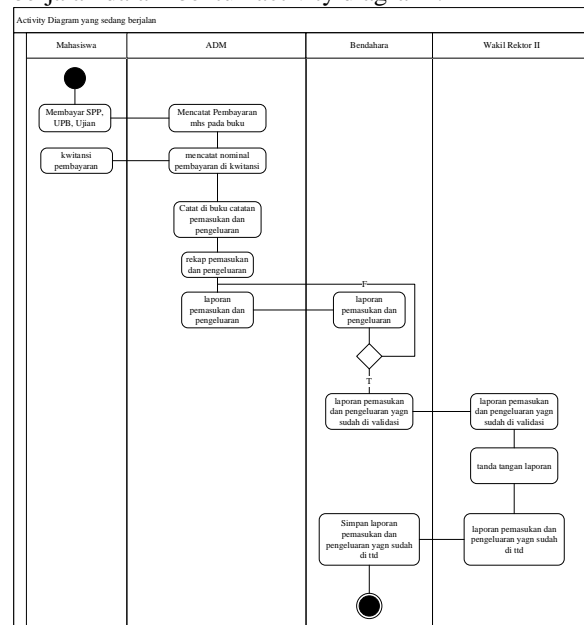 Activity Diagram yang sedang berjalan
Mahasiswa
ADM
Bendahara
Wakil Rektor II
Membayar SPP,
UPB, Ujian
Mencatat Pembayaran
mhs pada buku
kwitansi
pembayaran
mencatat nominal
pembayaran di kwitansi
Catat di buku catatan
pemasukan dan
pengeluaran
rekap pemasukan
dan pengeluaran
F
laporan
pemasukan dan
pengeluaran
laporan
pemasukan dan
pengeluaran
T
laporan pemasukan
dan pengeluaran yagn
sudah di validasi
laporan pemasukan
dan pengeluaran yagn
sudah di validasi
tanda tangan laporan
Simpan laporan
pemasukan dan
pengeluaran yagn sudah
di ttd
laporan pemasukan dan
pengeluaran yagn sudah
di ttd